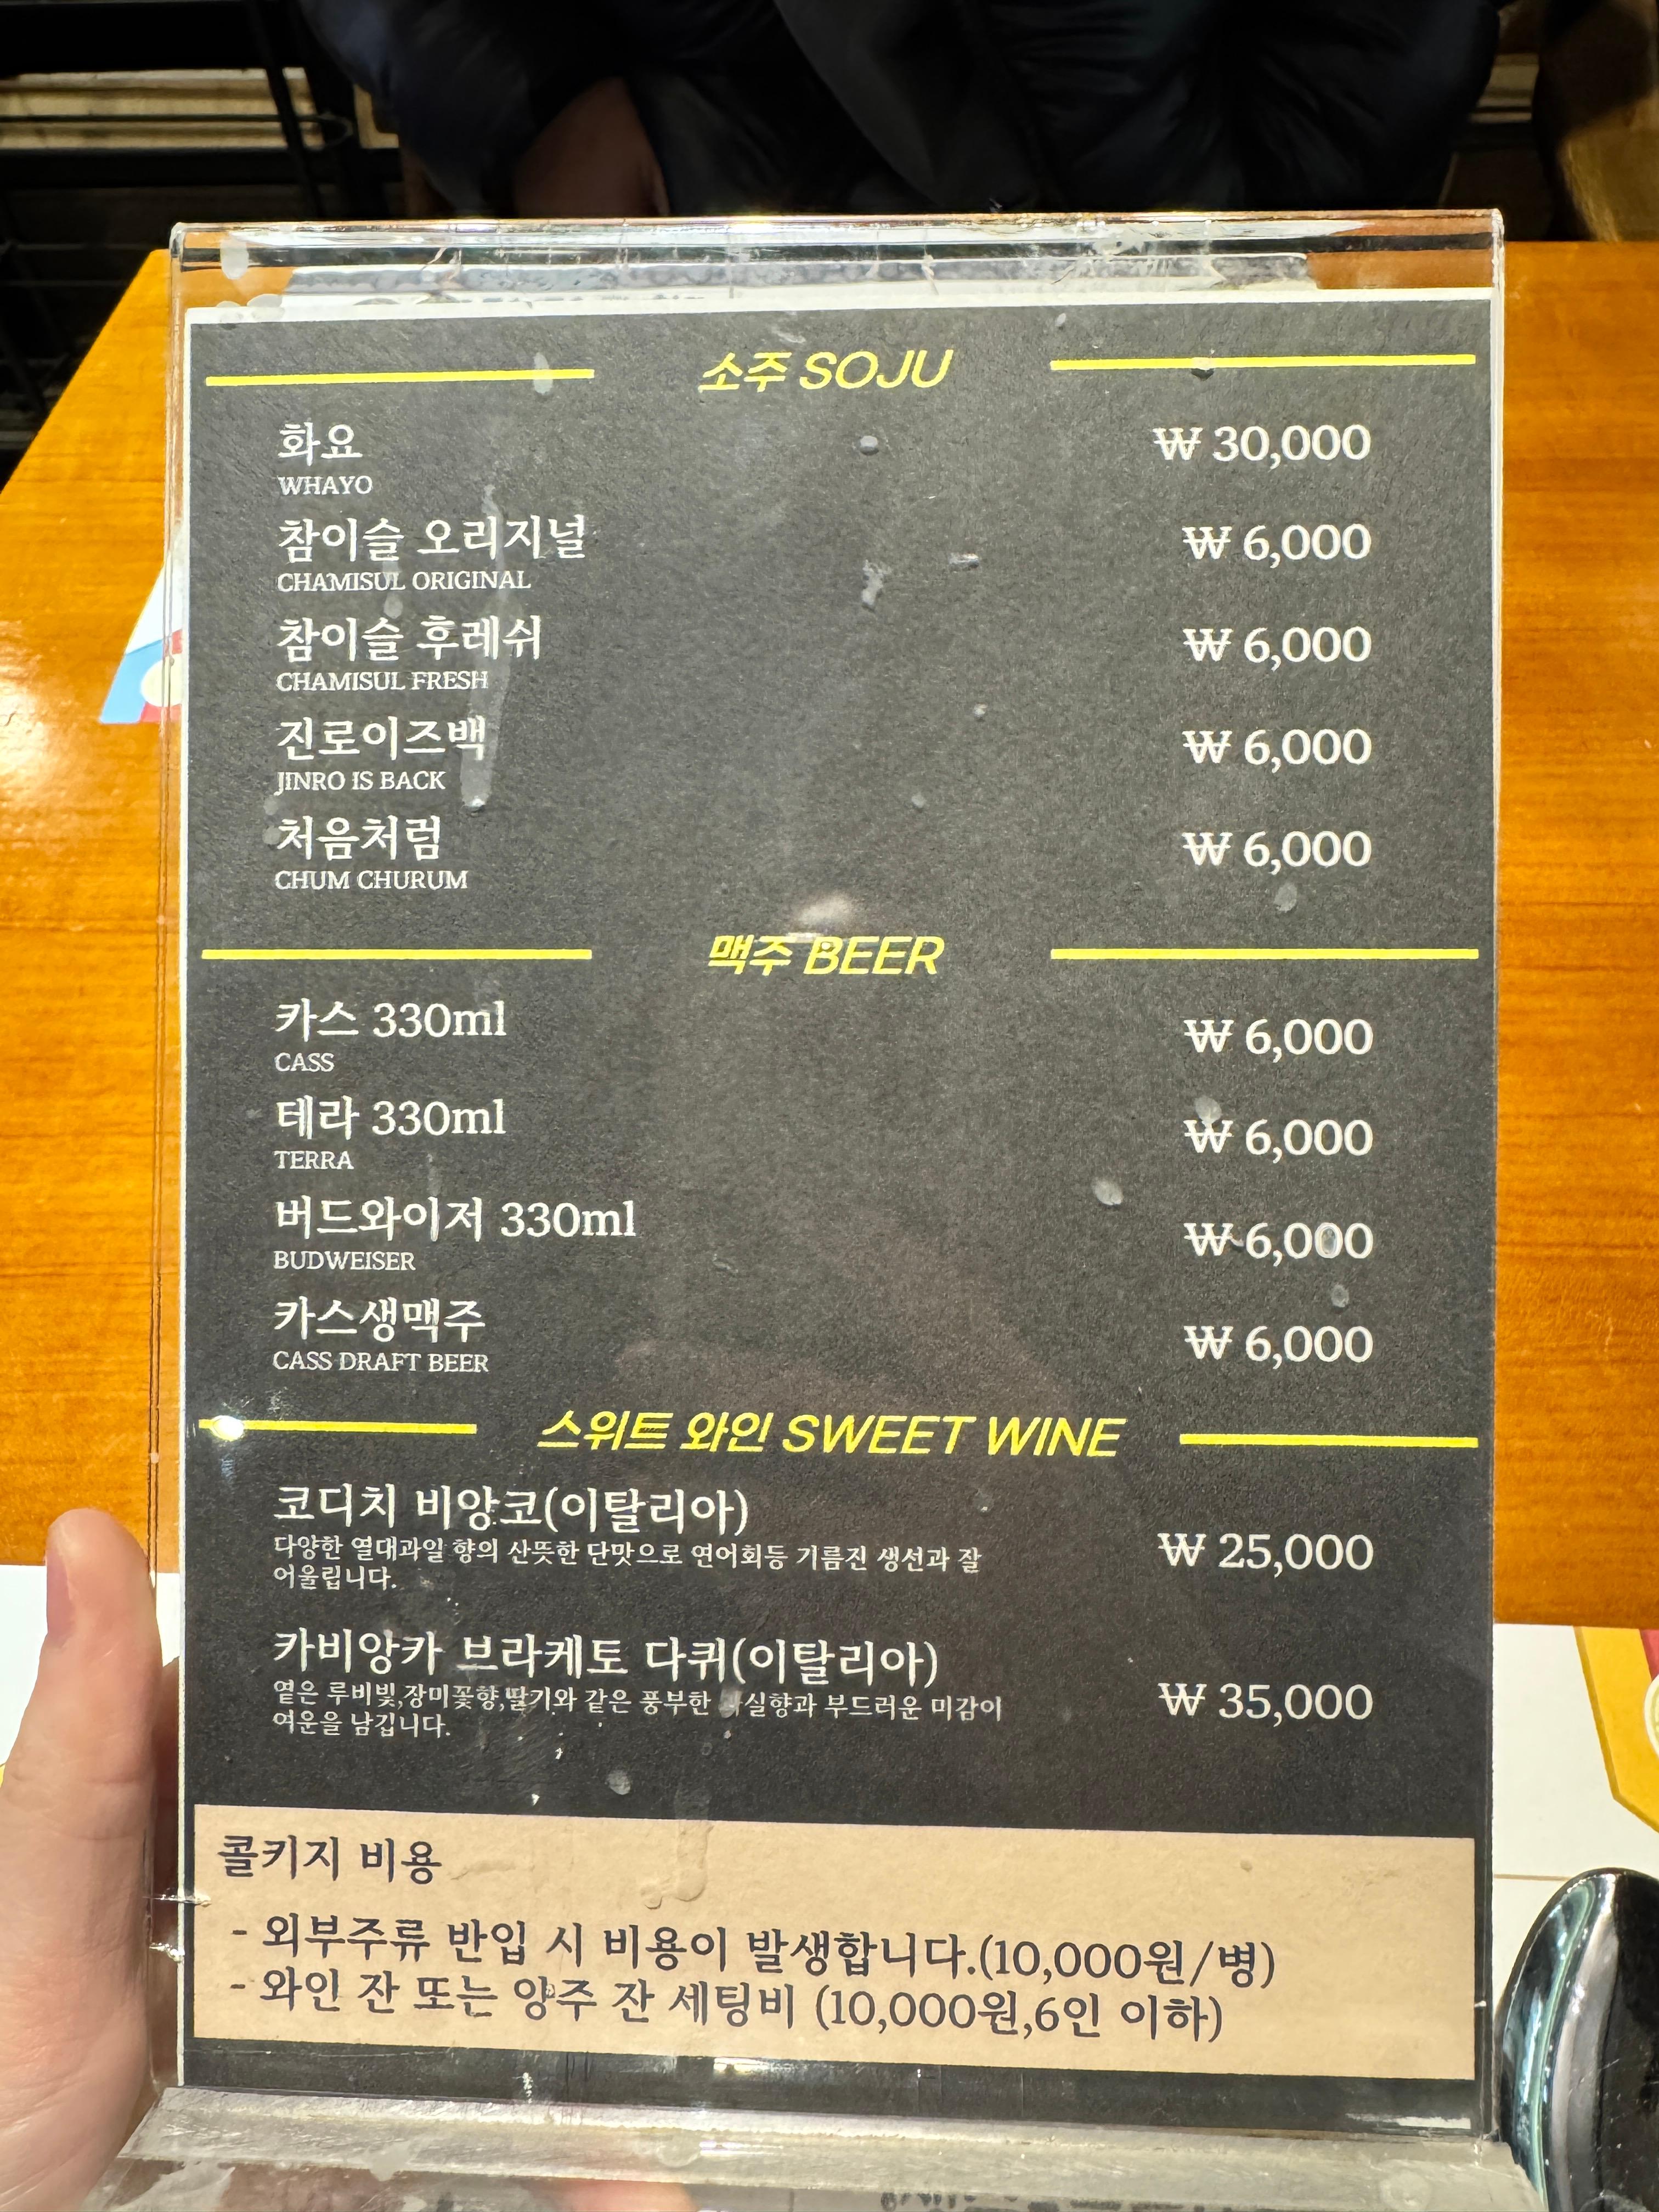 소주 SOJU
화요 ₩ 30,000
WHAYO
참이슬 오리지널 ₩ 6,000
CHAMISUL ORIGINAL
참이슬 후레쉬 ₩ 6,000
CHAMISUL FRESH
진로이즈백 ₩ 6,000
JINRO IS BACK
처음처럼 ₩ 6,000
CHUM CHURUM
맥주 BEER
카스 330ml ₩ 6,000
CASS
테라 330ml ₩ 6,000
TERRA
버드와이저 330ml ₩ 6,000
BUDWEISER
카스생맥주 ₩ 6,000
CASS DRAFT BEER
스위트 와인 SWEET WINE
코디치 비앙코(이탈리아)
다양한 열대과일 향의 산뜻한 단맛으로 연어회등 기름진 생선과 잘 ₩ 25,000
어울립니다.
카비앙카 브라케토 다퀴(이탈리아)
옅은 루비빛,장미꽃향,딸기와 같은 풍부한 부드러운 미감이 ₩ 35,000
여운을 남깁니다.
콜키지 비용
- 외부주류 반입 시 비용이 발생합니다.(10,000원/병)
- 와인 잔 또는 양주 잔 세팅비 (10,000원,6인 이하)